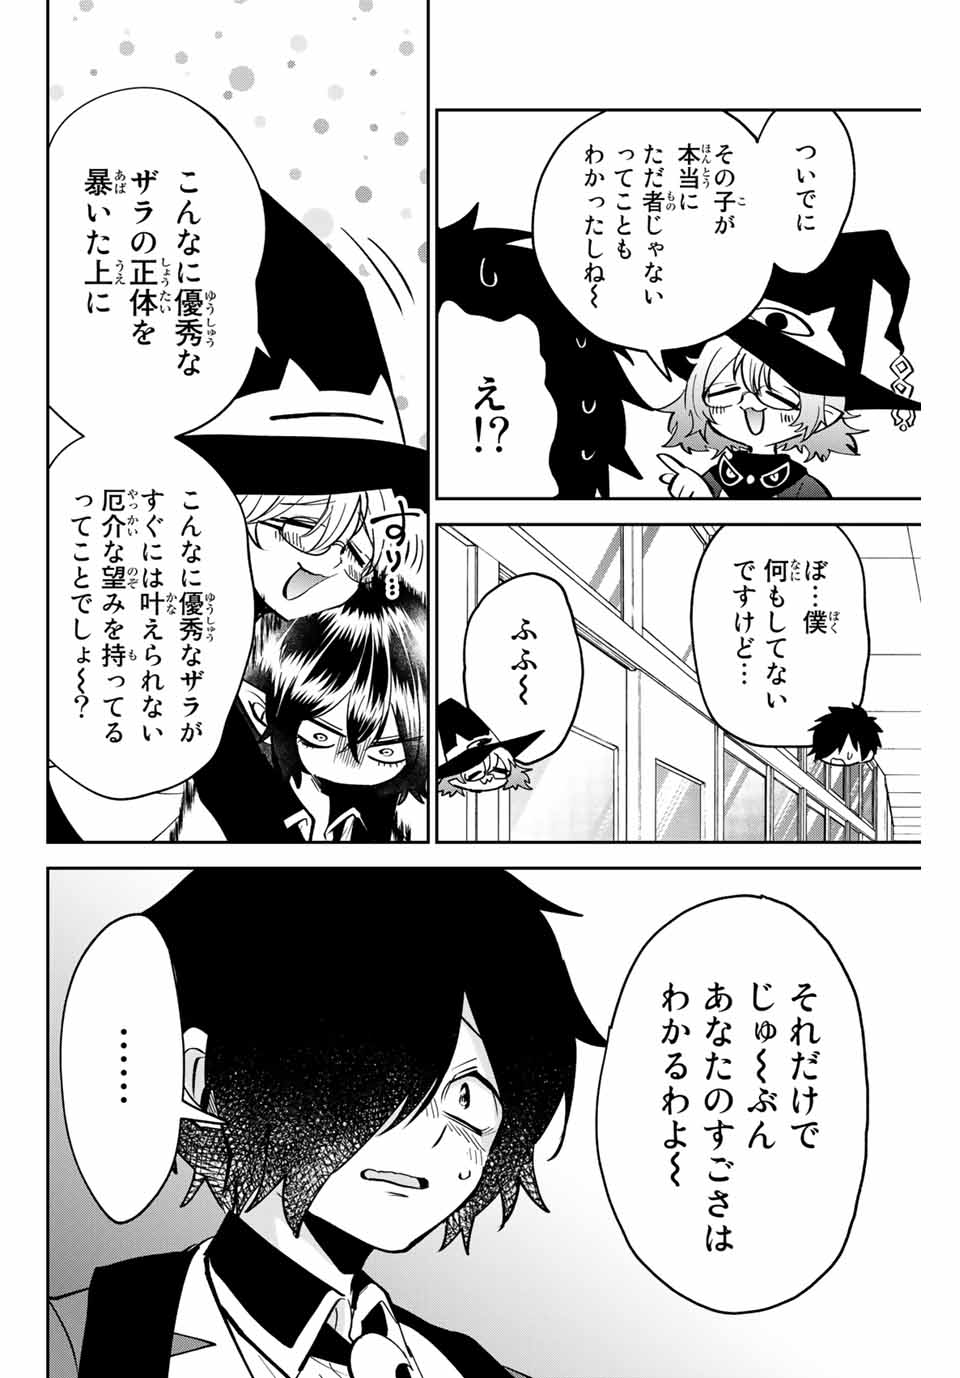 ついでに
その子が
本当に
ただ者じゃない
ってことも
わかったしね〜
え!?
ぼ…僕
何もしてない
ですけど…
ふふ〜
こんなに優秀な
ザラの正体を
暴いた上に
すり…
こんなに優秀なザラが
すぐには叶えられない
厄介な望みを持ってる
ってことでしょ〜?
それだけで
じゅ〜ぶん
あなたのすごさは
わかるわよ〜
……